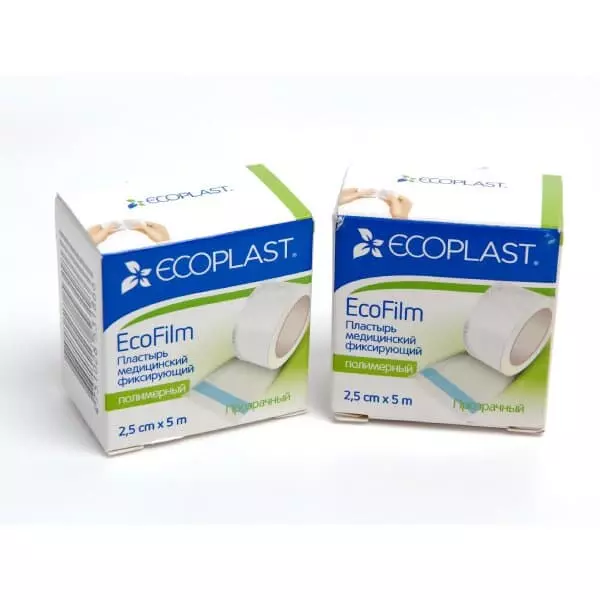 ECOPLAST®
ECOPLAST®
EcoFilm
Пластырь
медицинский
фиксирующий
полимерный
Прозрачный
2,5 cm x 5 m
ECOPLAST®
ECOPLAST®
EcoFilm
Пластырь
медицинский
фиксирующий
полимерный
Прозрачный
2,5 cm x 5 m